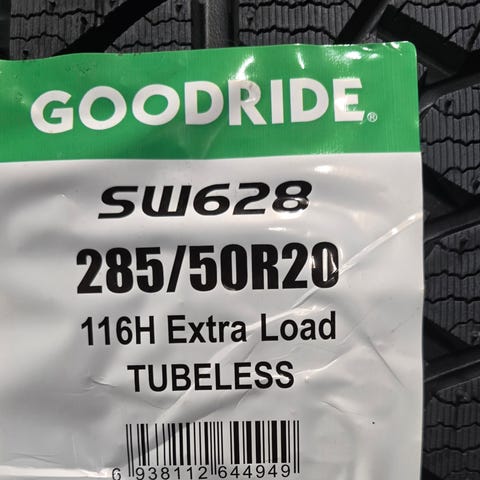 GOODRIDE®
SW628
285/50R20
116H Extra Load
TUBELESS
6 938112 644949